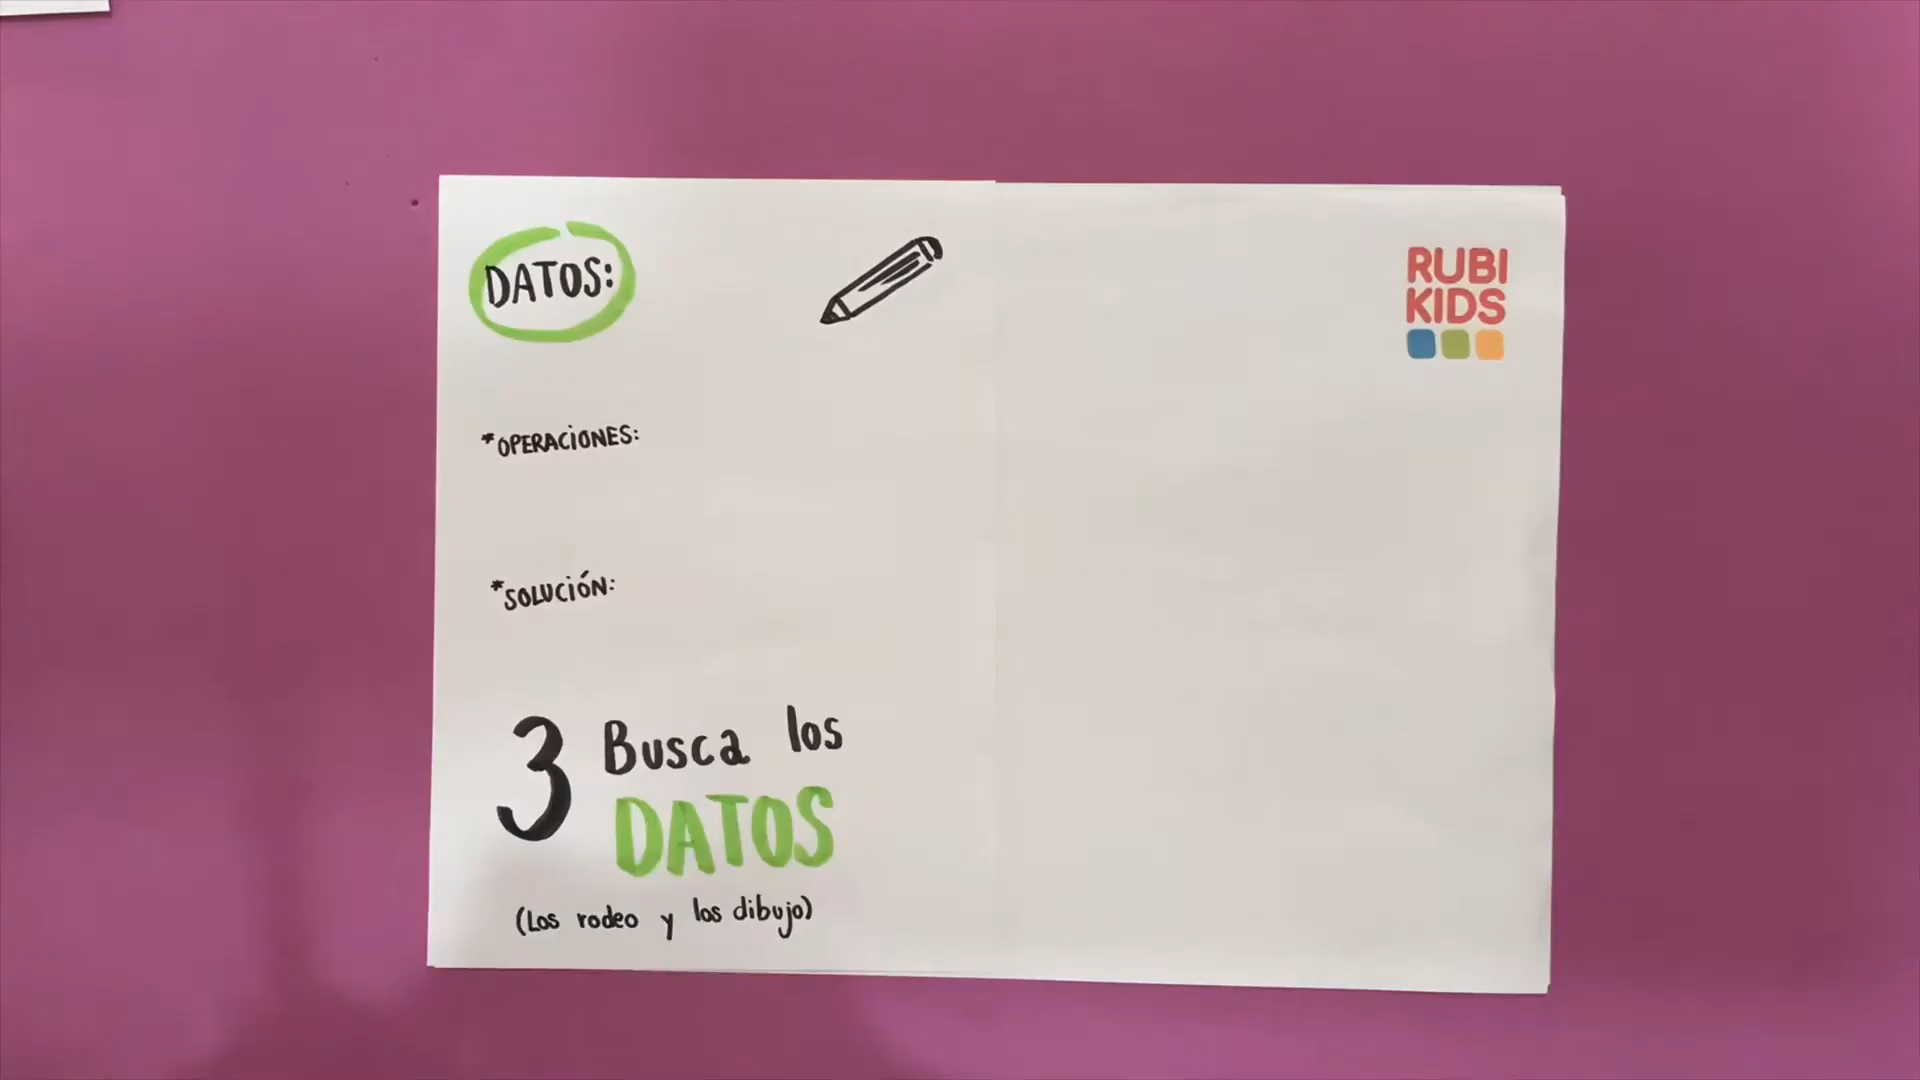 DATOS:
RUBI
KIDS
*OPERACIONES:
*SOLUCIÓN:
3 Busca los
DATOS
(Los rodeo y los dibujo)